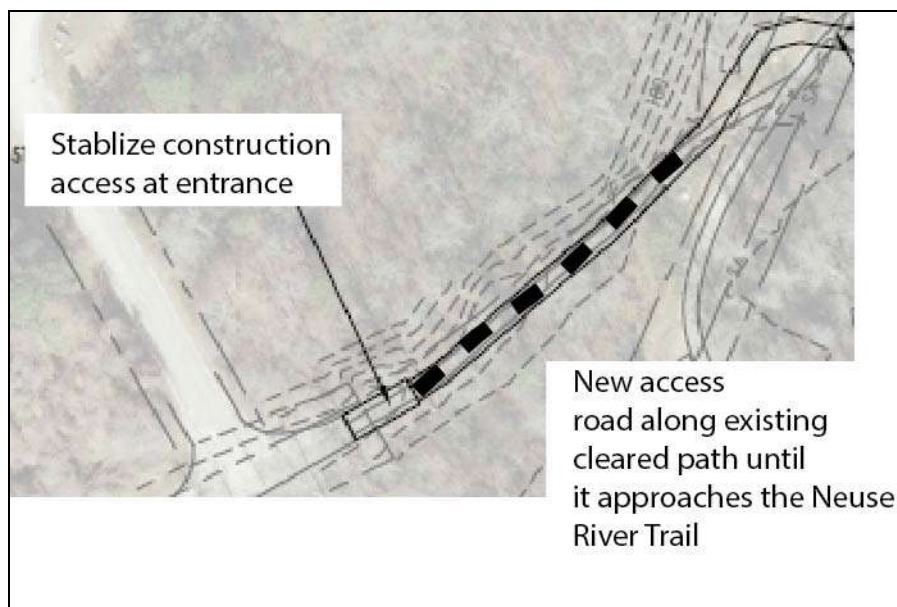 Stablize construction
access at entrance
New access
road along existing
cleared path until
it approaches the Neuse
River Trail